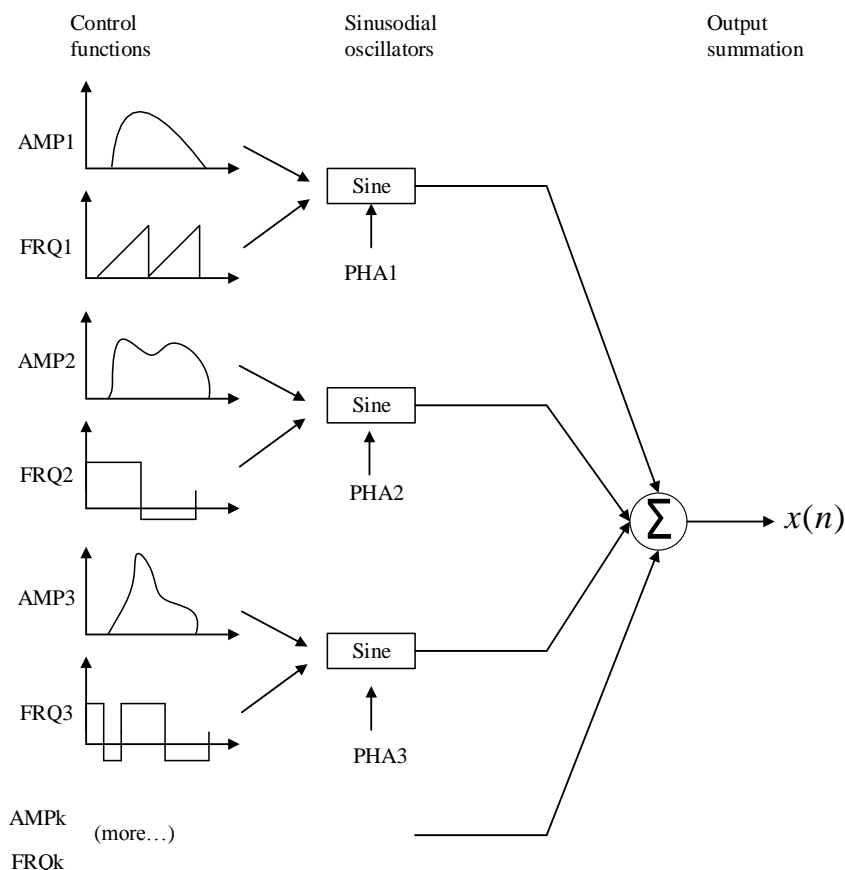 Control
functions
Sinusodial
oscillators
Output
summation
AMP1
Sine
FRQ1
PHA1
AMP2
Sine
FRQ2
PHA2
Σ
x(n)
AMP3
Sine
FRQ3
PHA3
AMPk
(more…)
FRQk